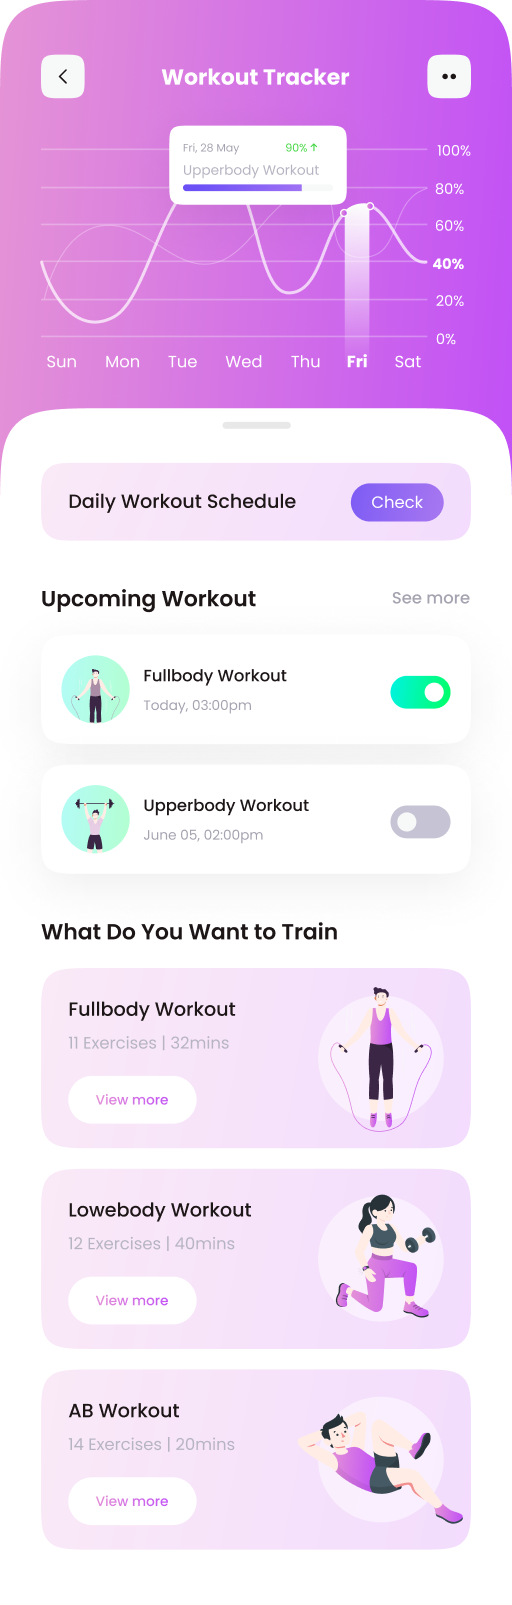 Workout Tracker
Fri, 28 May 90% ↑
Upperbody Workout
100%
80%
60%
40%
20%
0%
Sun Mon Tue Wed Thu Fri Sat
Daily Workout Schedule Check
Upcoming Workout See more
Fullbody Workout
Today, 03:00pm
Upperbody Workout
June 05, 02:00pm
What Do You Want to Train
Fullbody Workout
11 Exercises | 32mins
View more
Lowebody Workout
12 Exercises | 40mins
View more
AB Workout
14 Exercises | 20mins
View more